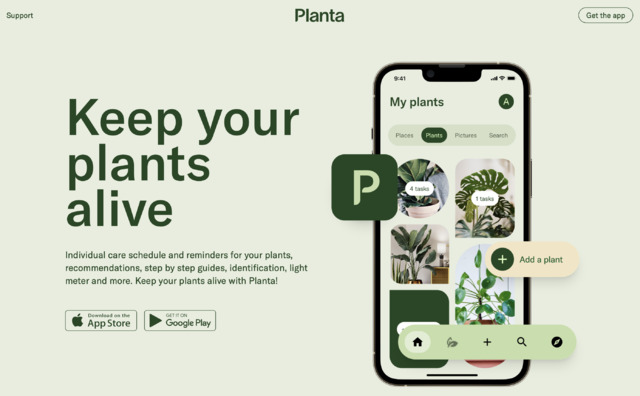 Support
Planta
Get the app
Keep your
plants
alive
Individual care schedule and reminders for your plants,
recommendations, step by step guides, identification, light
meter and more. Keep your plants alive with Planta!
Download on the
App Store
GET IT ON
Google Play
9:41
My plants
A
Places
Plants
Pictures
Search
P
4 tasks
1 tasks
Add a plant